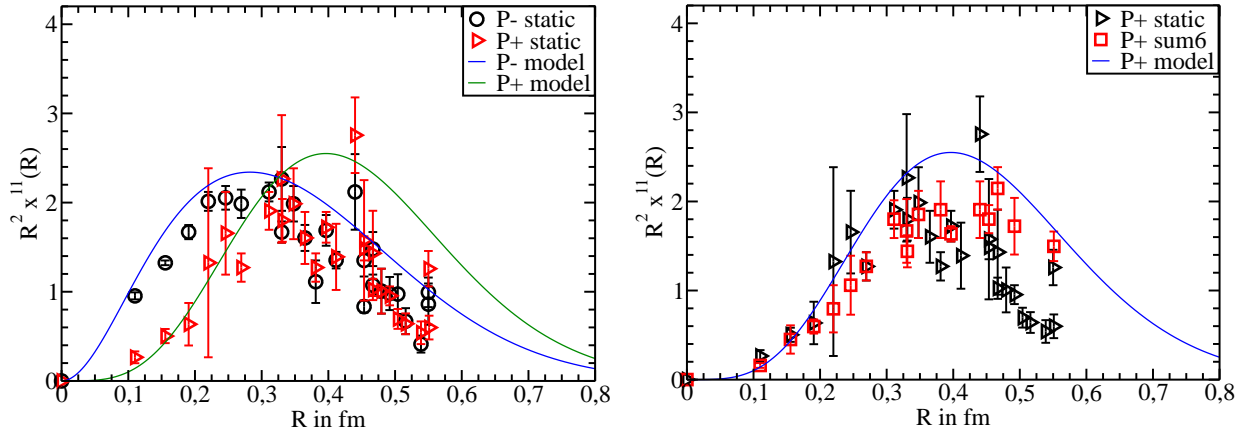 P- static
P+ static
P- model
P+ model
4
3
2
1
0
R² x ¹¹(R)
0 0,1 0,2 0,3 0,4 0,5 0,6 0,7 0,8
R in fm
P+ static
P+ sum6
P+ model
4
3
2
1
0
R² x ¹¹(R)
0 0,1 0,2 0,3 0,4 0,5 0,6 0,7 0,8
R in fm